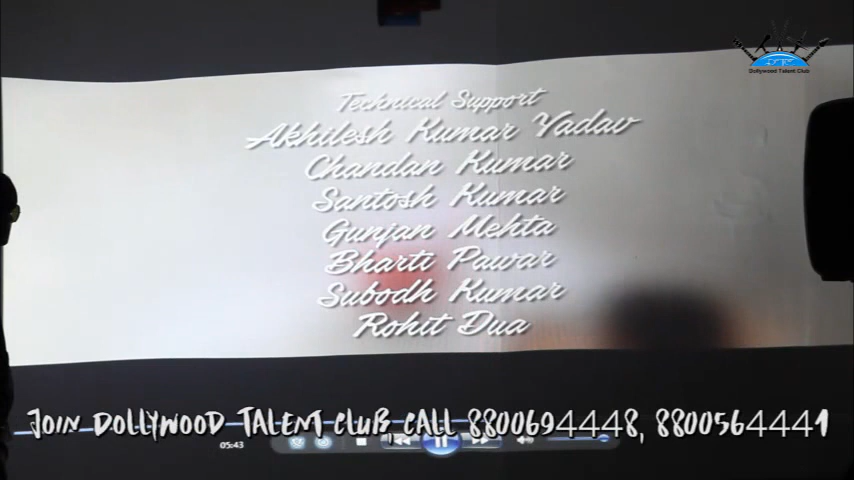 DTC
Dollywood Talent Club
Technical Support
Akhilesh Kumar Yadav
Chandan Kumar
Santosh Kumar
Gunjan Mehta
Bharti Pawar
Subodh Kumar
Rohit Dua
JOIN DOLLYWOOD TALENT CLUB CALL 8800694448, 8800564441
05:43